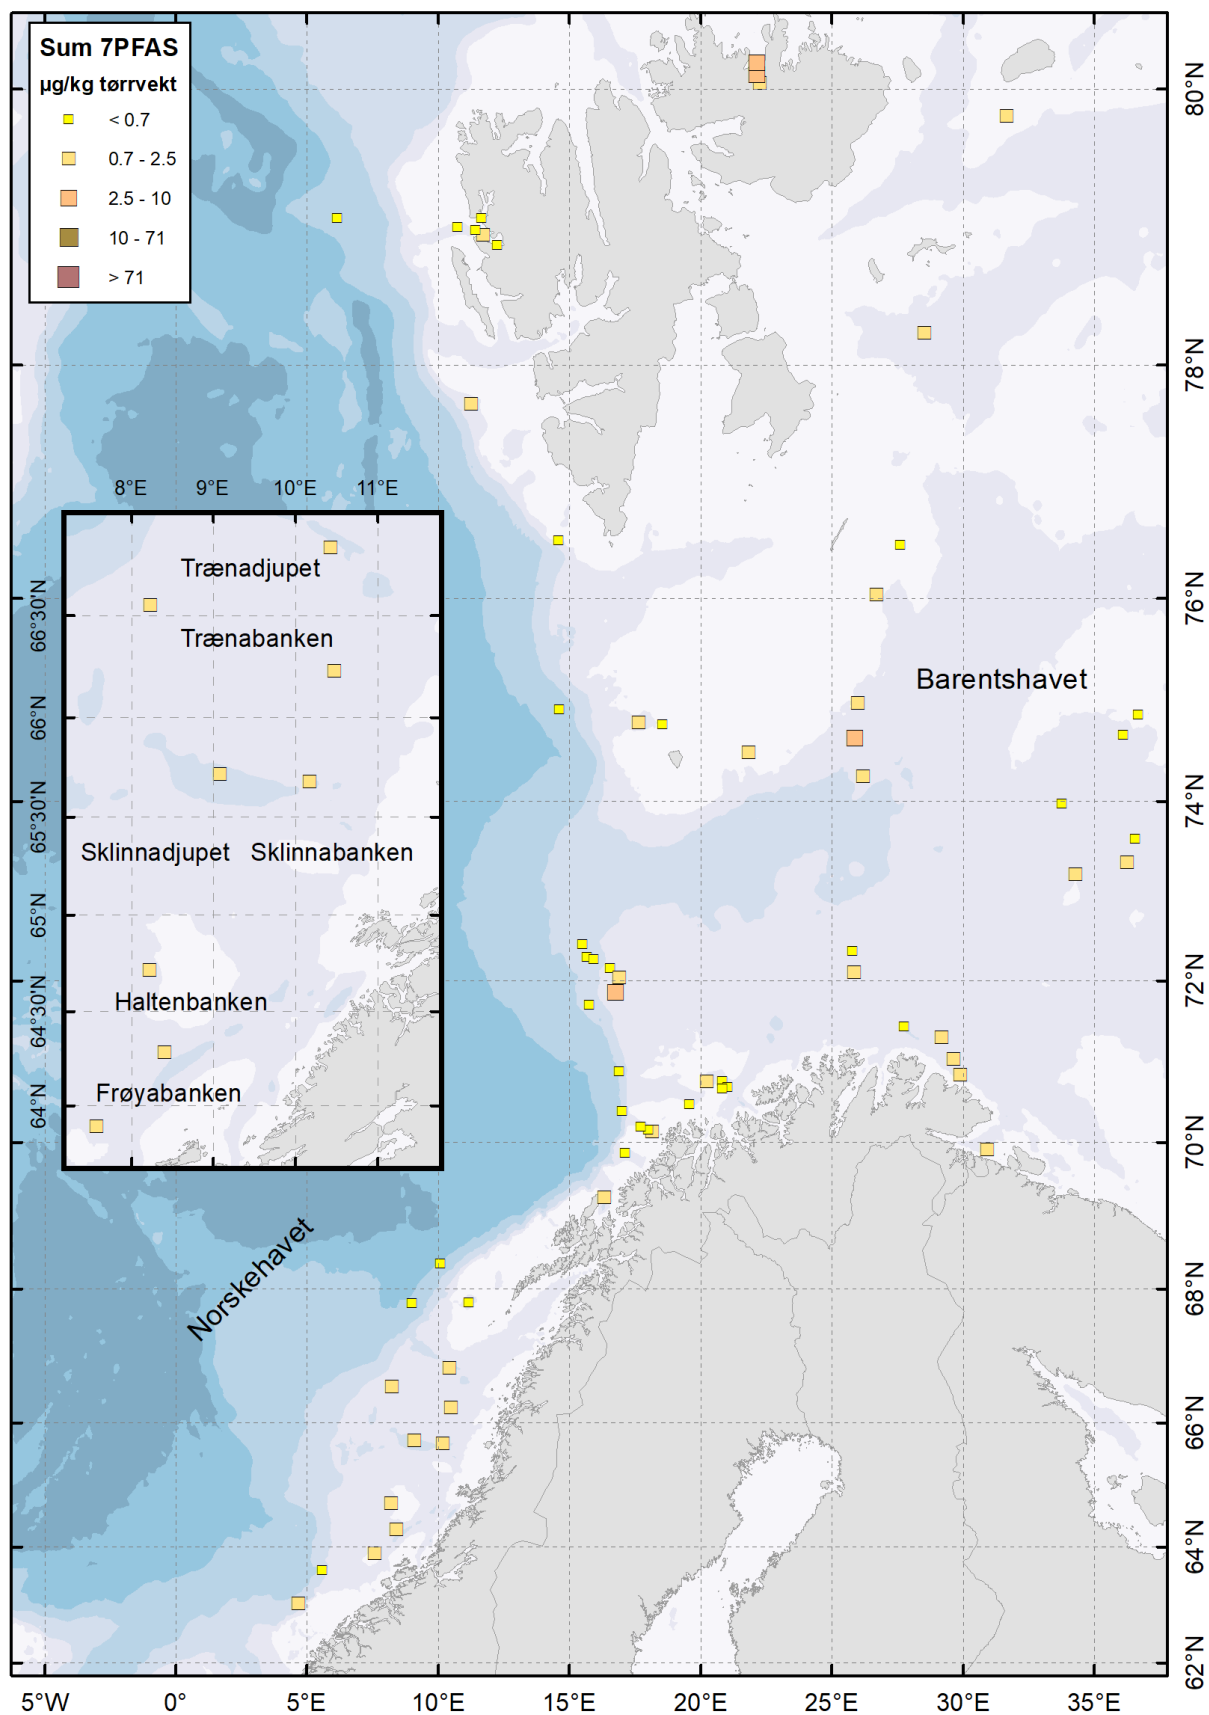 Sum 7PFAS
µg/kg tørrvekt
< 0.7
0.7 - 2.5
2.5 - 10
10 - 71
> 71
80°N
78°N
76°N
74°N
72°N
70°N
68°N
66°N
64°N
62°N
8°E
9°E
10°E
11°E
66°30'N
66°N
65°30'N
65°N
64°30'N
64°N
Trænadjupet
Trænabanken
Sklinnadjupet
Sklinnabanken
Haltenbanken
Frøyabanken
Barentshavet
Norskehavet
5°W
0°
5°E
10°E
15°E
20°E
25°E
30°E
35°E